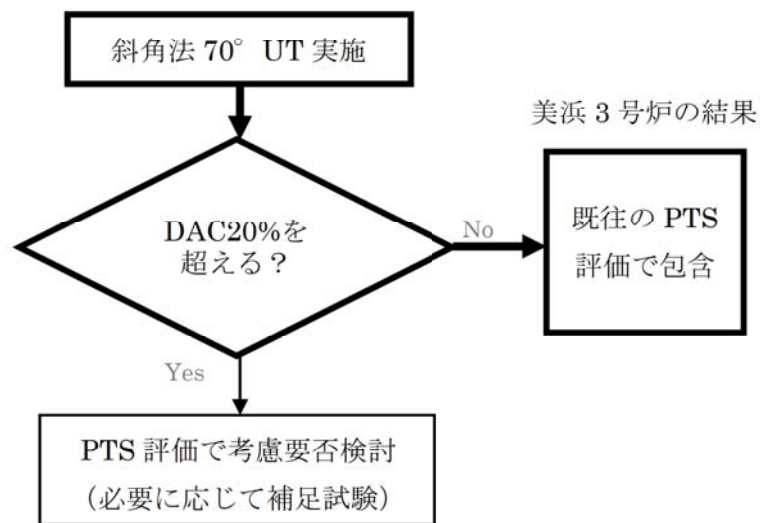 斜角法 70° UT 実施
美浜 3 号炉の結果
DAC20%を
超える？
No
既往の PTS
評価で包含
Yes
PTS 評価で考慮要否検討
（必要に応じて補足試験）